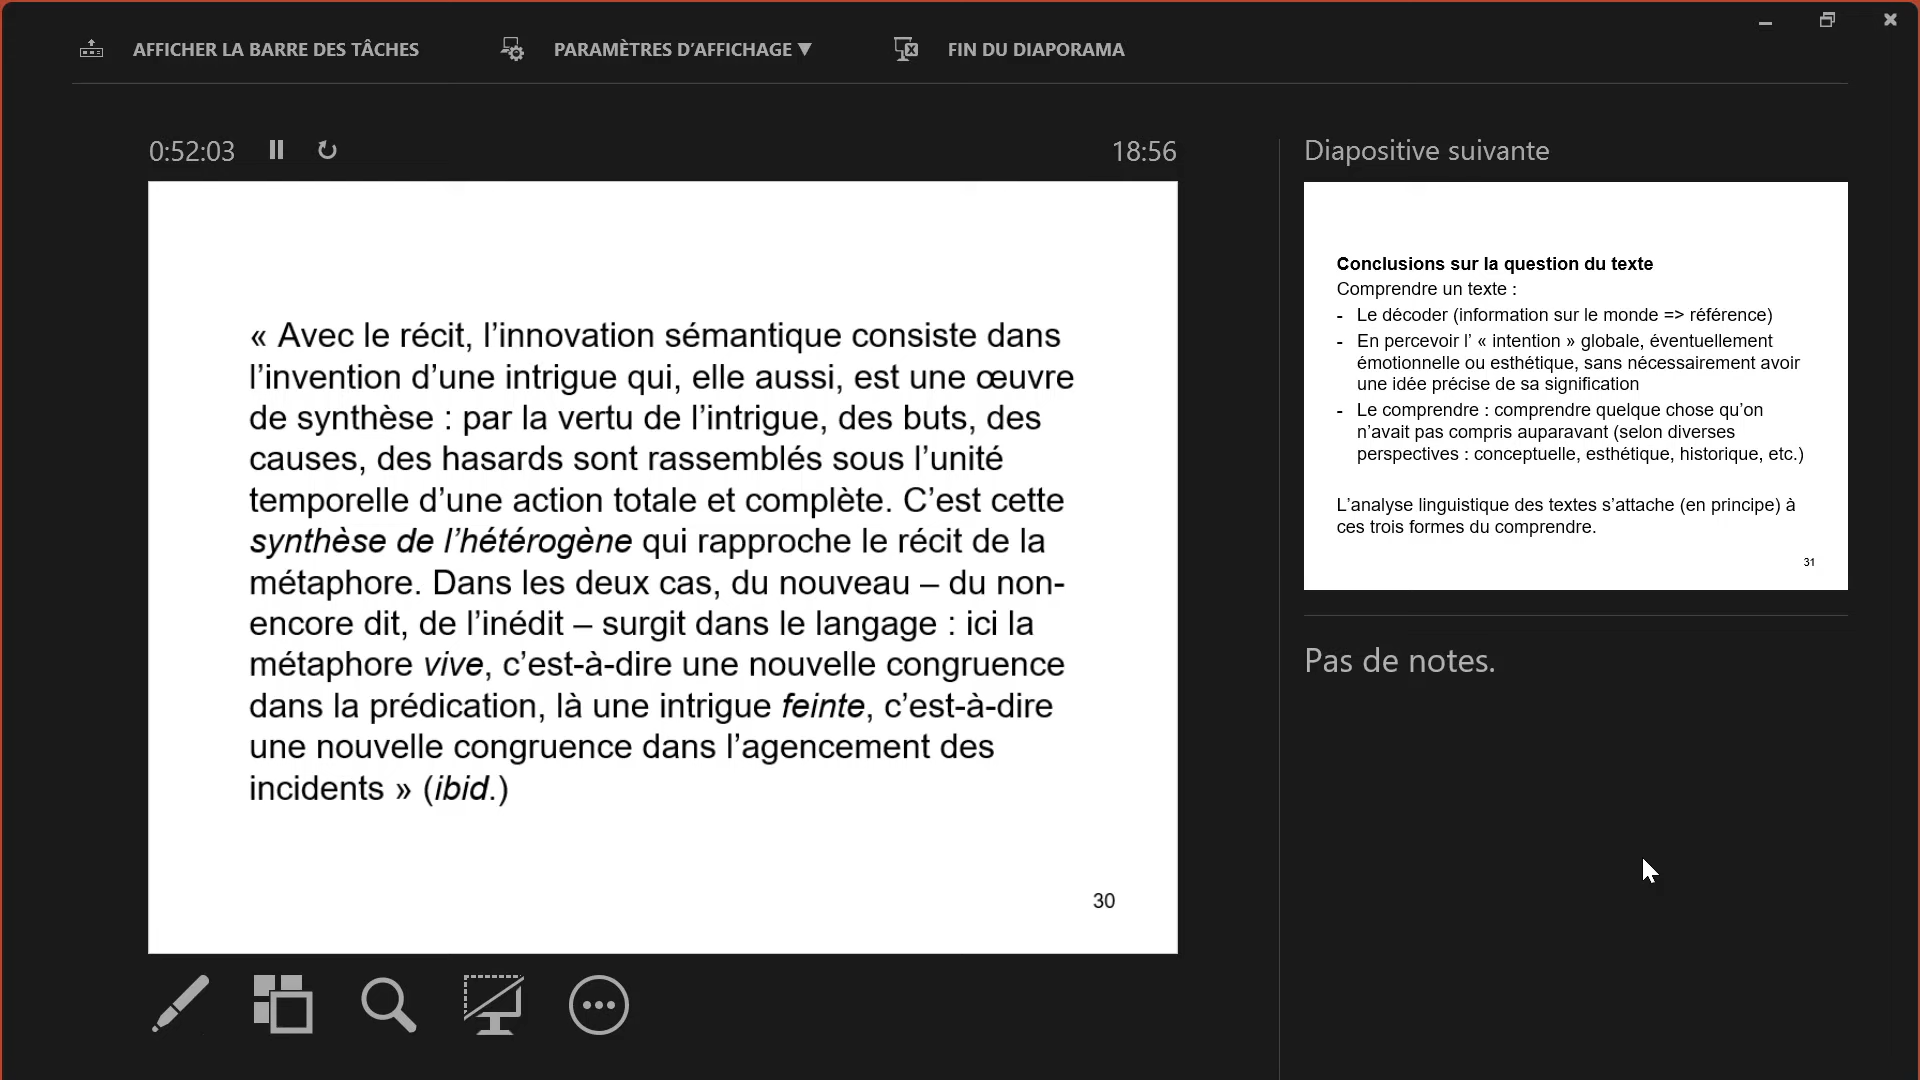 AFFICHER LA BARRE DES TÂCHES
PARAMÈTRES D’AFFICHAGE ▼
FIN DU DIAPORAMA
0:52:03
18:56
« Avec le récit, l’innovation sémantique consiste dans
l’invention d’une intrigue qui, elle aussi, est une œuvre
de synthèse : par la vertu de l’intrigue, des buts, des
causes, des hasards sont rassemblés sous l’unité
temporelle d’une action totale et complète. C’est cette
synthèse de l’hétérogène qui rapproche le récit de la
métaphore. Dans les deux cas, du nouveau – du non-
encore dit, de l’inédit – surgit dans le langage : ici la
métaphore vive, c’est-à-dire une nouvelle congruence
dans la prédication, là une intrigue feinte, c’est-à-dire
une nouvelle congruence dans l’agencement des
incidents » (ibid.)
30
Diapositive suivante
Conclusions sur la question du texte
Comprendre un texte :
- Le décoder (information sur le monde => référence)
- En percevoir l’ « intention » globale, éventuellement
émotionnelle ou esthétique, sans nécessairement avoir
une idée précise de sa signification
- Le comprendre : comprendre quelque chose qu’on
n’avait pas compris auparavant (selon diverses
perspectives : conceptuelle, esthétique, historique, etc.)
L’analyse linguistique des textes s’attache (en principe) à
ces trois formes du comprendre.
31
Pas de notes.